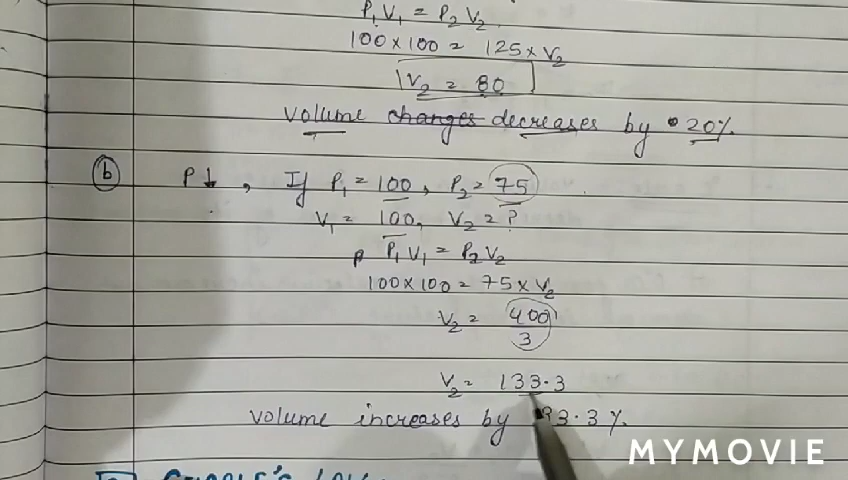 P₁V₁ = P₂V₂
100×100 = 125×V₂
V₂ = 80
volume changes decreases by 20%.
(b) P↓, If P₁ = 100, P₂ = 75
V₁ = 100, V₂ = ?
P₁V₁ = P₂V₂
100×100 = 75×V₂
V₂ = 400/3
V₂ = 133.3
volume increases by 33.3%.
MYMOVIE